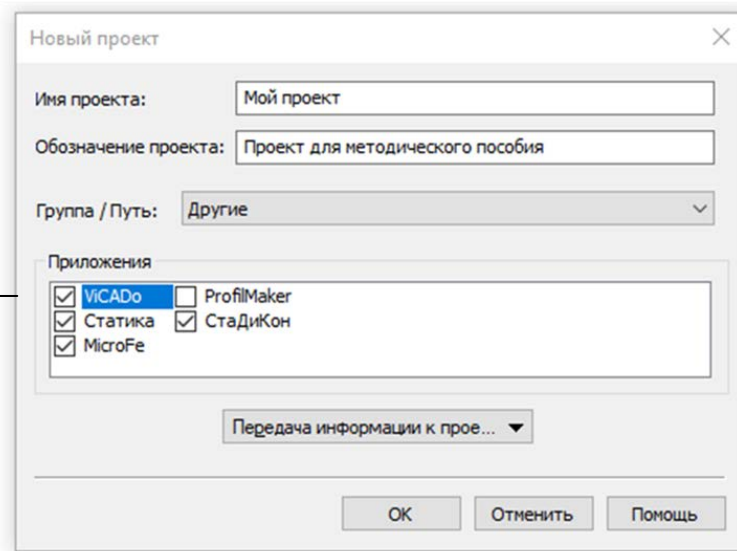 Новый проект
Имя проекта: Мой проект
Обозначение проекта: Проект для методического пособия
Группа / Путь: Другие
Приложения
ViCADo ProfilMaker
Статика СтаДиКон
MicroFe
Передача информации к прое...
ОК Отменить Помощь